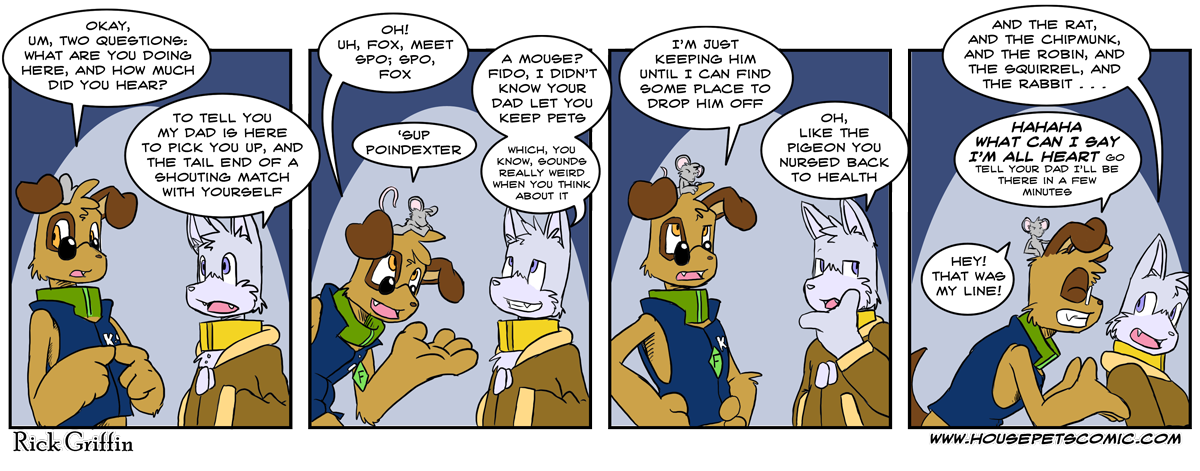 OKAY,
UM, TWO QUESTIONS:
WHAT ARE YOU DOING
HERE, AND HOW MUCH
DID YOU HEAR?
TO TELL YOU
MY DAD IS HERE
TO PICK YOU UP, AND
THE TAIL END OF A
SHOUTING MATCH
WITH YOURSELF
K
OH!
UH, FOX, MEET
SPO; SPO,
FOX
'SUP
POINDEXTER
A MOUSE?
FIDO, I DIDN'T
KNOW YOUR
DAD LET YOU
KEEP PETS
WHICH, YOU
KNOW, SOUNDS
REALLY WEIRD
WHEN YOU THINK
ABOUT IT
F
I'M JUST
KEEPING HIM
UNTIL I CAN FIND
SOME PLACE TO
DROP HIM OFF
OH,
LIKE THE
PIGEON YOU
NURSED BACK
TO HEALTH
K
F
AND THE RAT,
AND THE CHIPMUNK,
AND THE ROBIN, AND
THE SQUIRREL, AND
THE RABBIT . . .
HAHAHA
WHAT CAN I SAY
I'M ALL HEART GO
TELL YOUR DAD I'LL BE
THERE IN A FEW
MINUTES
HEY!
THAT WAS
MY LINE!
Rick Griffin
WWW.HOUSEPETSCOMIC.COM